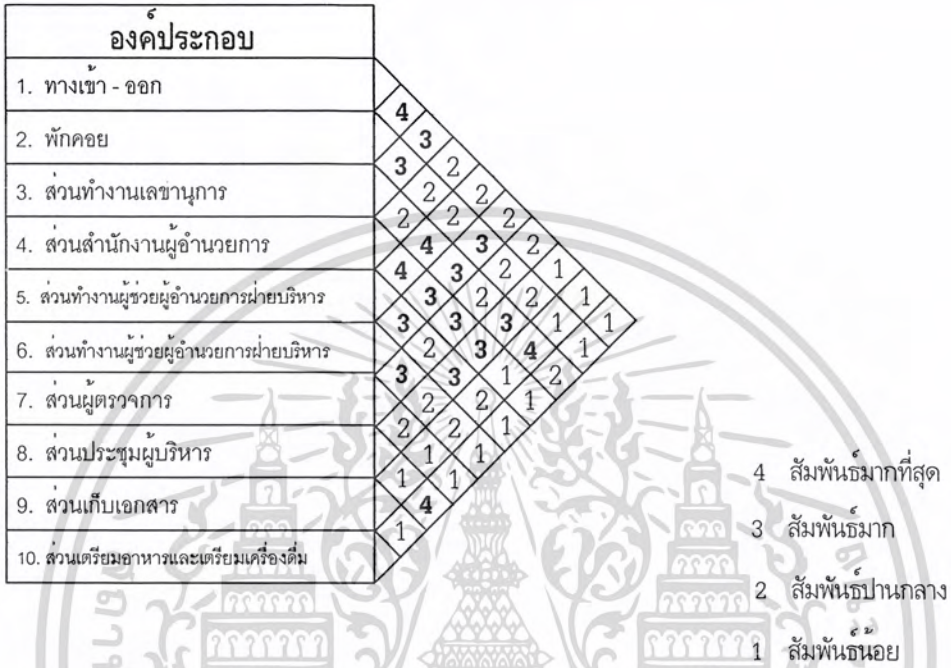 องค์ประกอบ
1. ทางเข้า - ออก
2. พักคอย
3. ส่วนทำงานเลขานุการ
4. ส่วนสำนักงานผู้อำนวยการ
5. ส่วนทำงานผู้ช่วยผู้อำนวยการฝ่ายบริหาร
6. ส่วนทำงานผู้ช่วยผู้อำนวยการฝ่ายบริหาร
7. ส่วนผู้ตรวจการ
8. ส่วนประชุมผู้บริหาร
9. ส่วนเก็บเอกสาร
10. ส่วนเตรียมอาหารและเตรียมเครื่องดื่ม
4
3
3 2
2 2
2 2 2
4 3 2
4 3 2 1
3 2 2 1
3 3 3 1 1
2 3 4 1
3 3 1 2
2 2 1
2 2 1
1 1
1 1
4
1
4 สัมพันธ์มากที่สุด
3 สัมพันธ์มาก
2 สัมพันธ์ปานกลาง
1 สัมพันธ์น้อย